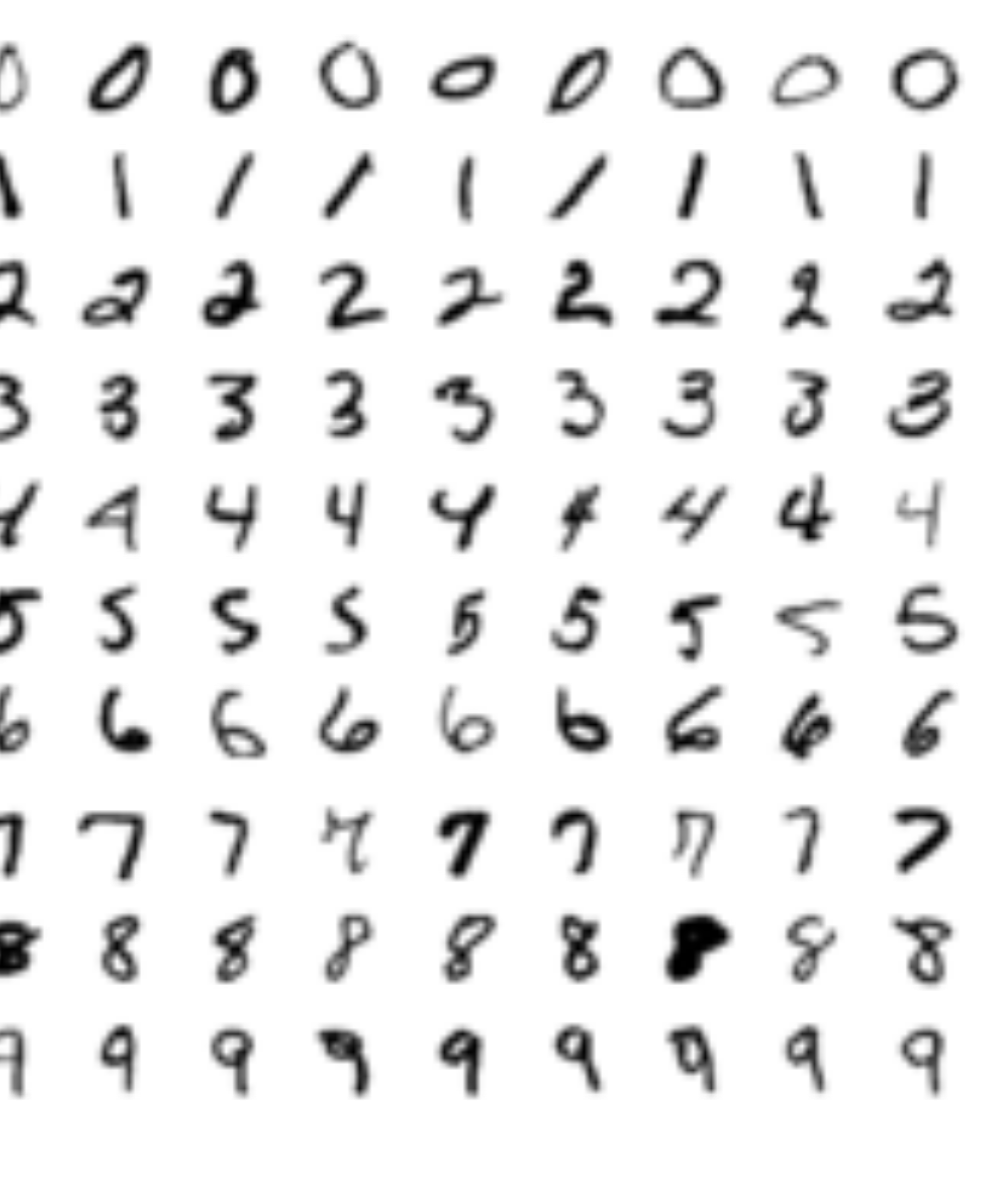 0 0 0 0 0 0 0 0 0
1 1 1 1 1 1 1 1 1
2 2 2 2 2 2 2 2 2
3 3 3 3 3 3 3 3 3
4 4 4 4 4 4 4 4 4
5 5 5 5 5 5 5 5 5
6 6 6 6 6 6 6 6 6
7 7 7 7 7 7 7 7 7
8 8 8 8 8 8 8 8 8
9 9 9 9 9 9 9 9 9